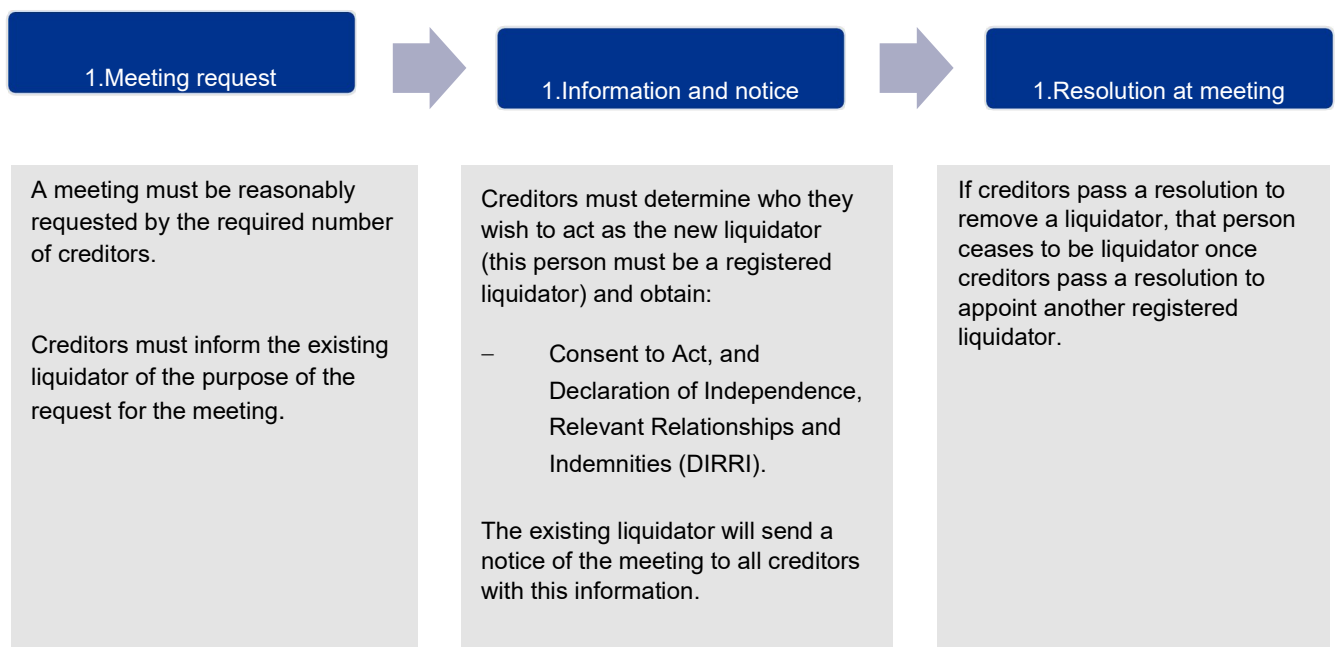 1.Meeting request
1.Information and notice
1.Resolution at meeting
A meeting must be reasonably
requested by the required number
of creditors.
Creditors must inform the existing
liquidator of the purpose of the
request for the meeting.
Creditors must determine who they
wish to act as the new liquidator
(this person must be a registered
liquidator) and obtain:
– Consent to Act, and
Declaration of Independence,
Relevant Relationships and
Indemnities (DIRRI).
The existing liquidator will send a
notice of the meeting to all creditors
with this information.
If creditors pass a resolution to
remove a liquidator, that person
ceases to be liquidator once
creditors pass a resolution to
appoint another registered
liquidator.